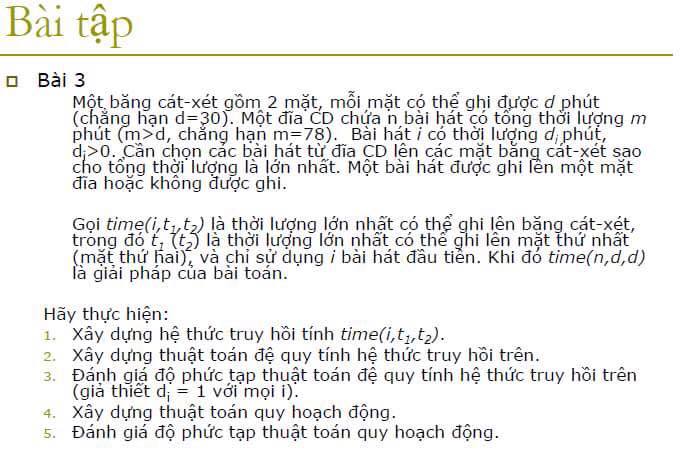 Bài tập
Bài 3
Một băng cát-xét gồm 2 mặt, mỗi mặt có thể ghi được d phút
(chẳng hạn d=30). Một đĩa CD chứa n bài hát có tổng thời lượng m
phút (m>d, chẳng hạn m=78). Bài hát i có thời lượng di phút,
di>0. Cần chọn các bài hát từ đĩa CD lên các mặt băng cát-xét sao
cho tổng thời lượng là lớn nhất. Một bài hát được ghi lên một mặt
đĩa hoặc không được ghi.
Gọi time(i,t1,t2) là thời lượng lớn nhất có thể ghi lên băng cát-xét,
trong đó t1 (t2) là thời lượng lớn nhất có thể ghi lên mặt thứ nhất
(mặt thứ hai), và chỉ sử dụng i bài hát đầu tiên. Khi đó time(n,d,d)
là giải pháp của bài toán.
Hãy thực hiện:
1. Xây dựng hệ thức truy hồi tính time(i,t1,t2).
2. Xây dựng thuật toán đệ quy tính hệ thức truy hồi trên.
3. Đánh giá độ phức tạp thuật toán đệ quy tính hệ thức truy hồi trên
(giả thiết di = 1 với mọi i).
4. Xây dựng thuật toán quy hoạch động.
5. Đánh giá độ phức tạp thuật toán quy hoạch động.